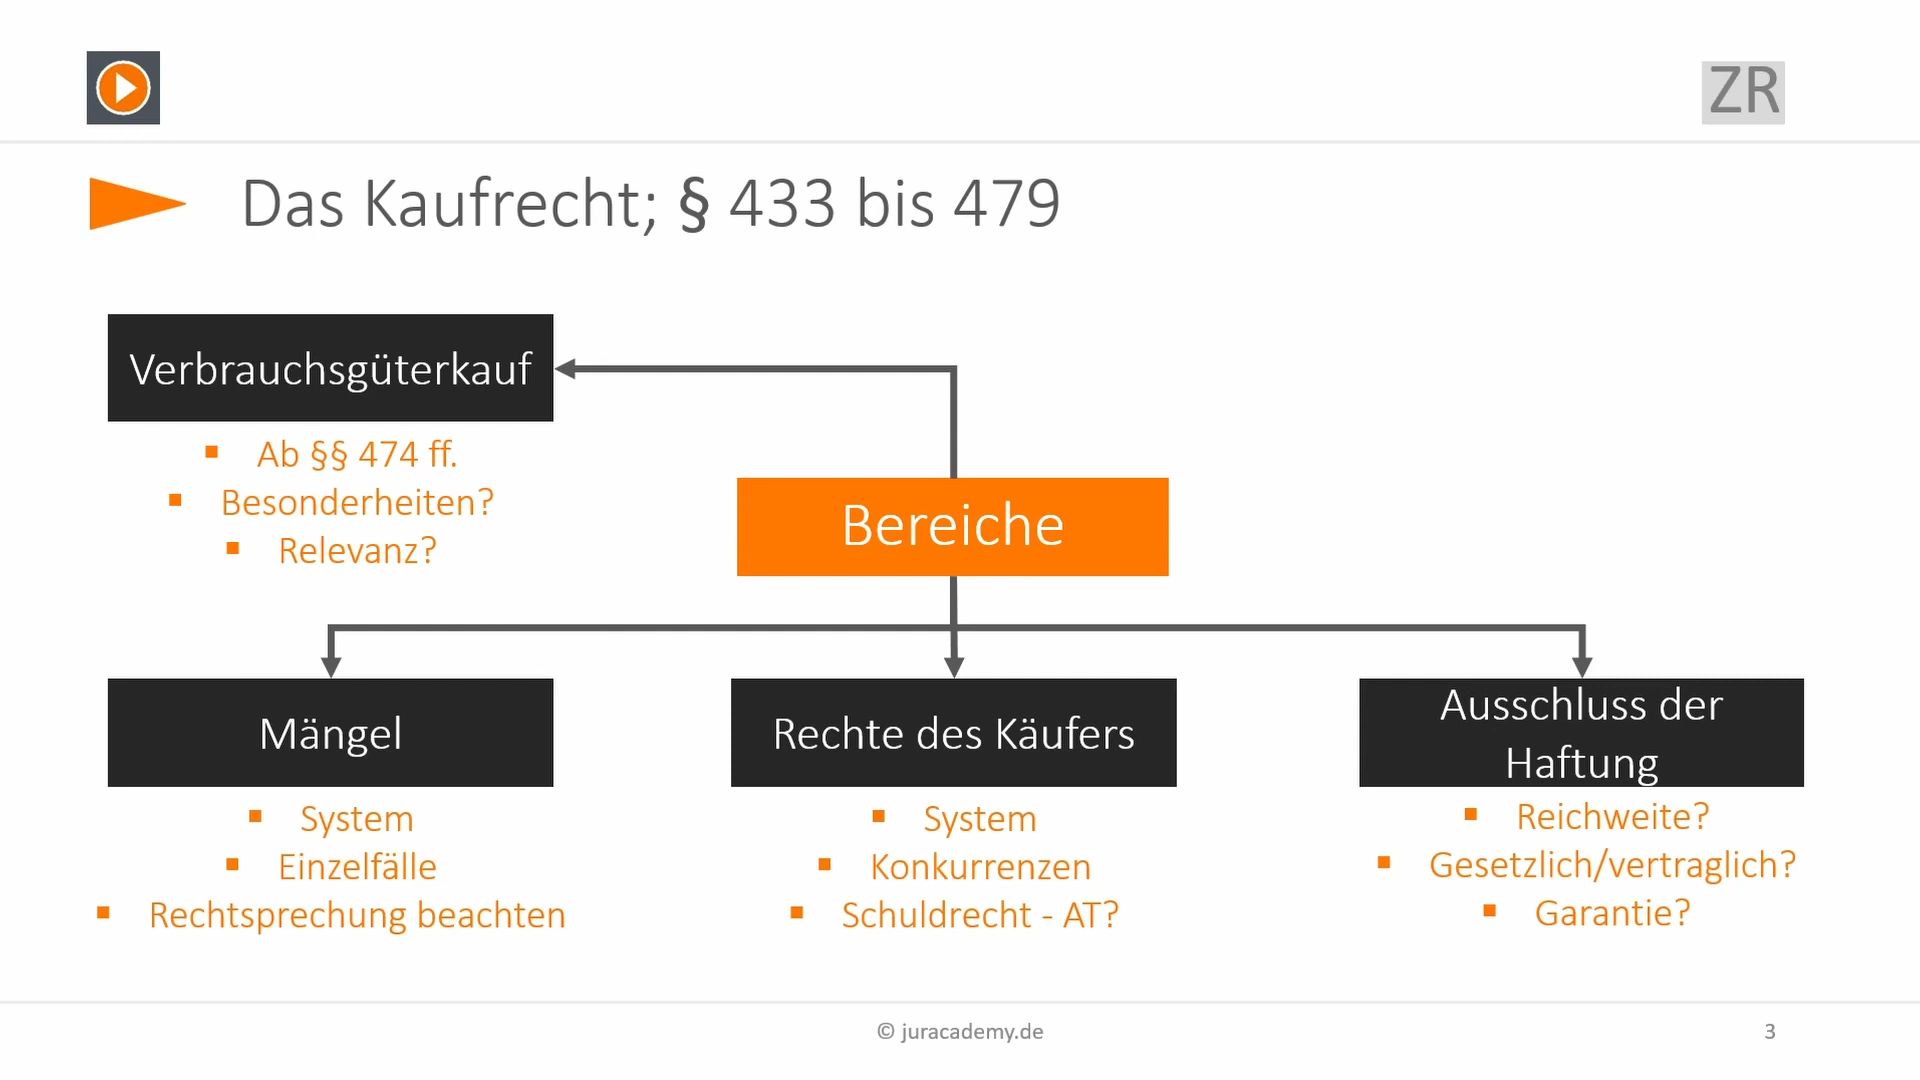 ZR
Das Kaufrecht; § 433 bis 479
Verbrauchsgüterkauf
▪ Ab §§ 474 ff.
▪ Besonderheiten?
▪ Relevanz?
Bereiche
Mängel
▪ System
▪ Einzelfälle
▪ Rechtsprechung beachten
Rechte des Käufers
▪ System
▪ Konkurrenzen
▪ Schuldrecht - AT?
Ausschluss der
Haftung
▪ Reichweite?
▪ Gesetzlich/vertraglich?
▪ Garantie?
© juracademy.de
3